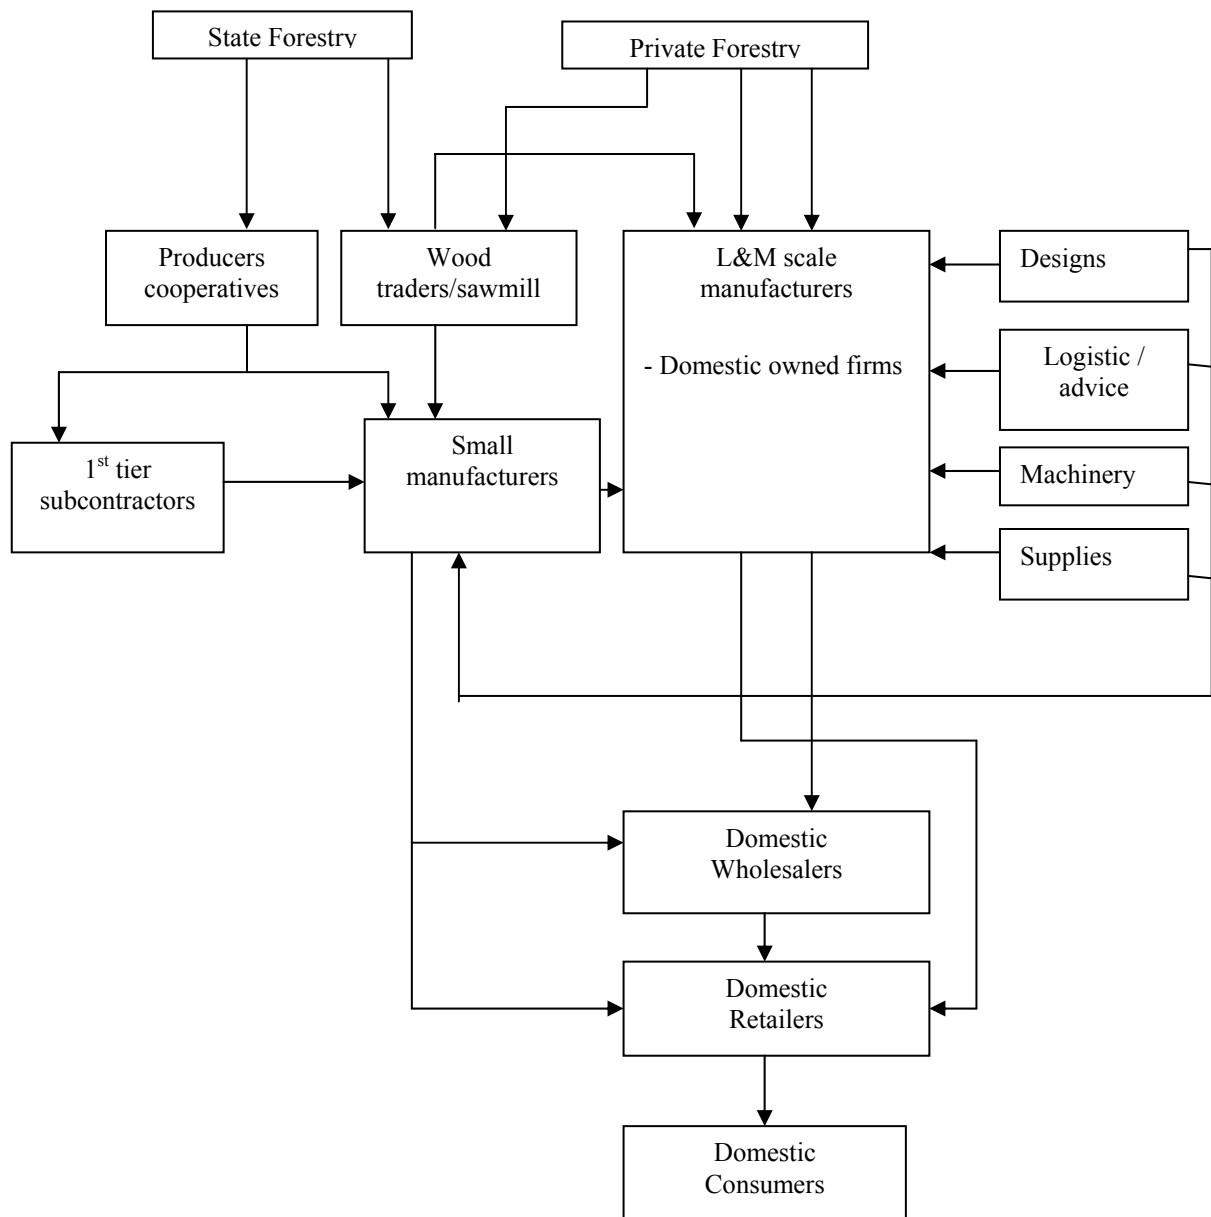 State Forestry
Private Forestry
Producers
cooperatives
Wood
traders/sawmill
L&M scale
manufacturers
- Domestic owned firms
Designs
Logistic /
advice
Machinery
Supplies
1st tier
subcontractors
Small
manufacturers
Domestic
Wholesalers
Domestic
Retailers
Domestic
Consumers